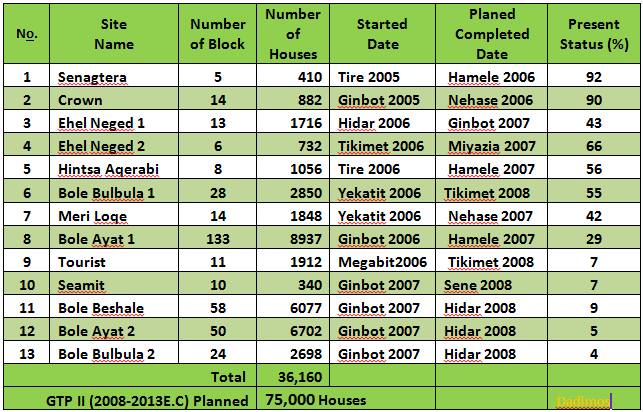 No. Site Name Number of Block Number of Houses Started Date Planed Completed Date Present Status (%)
1 Senagtera 5 410 Tire 2005 Hamele 2006 92
2 Crown 14 882 Ginbot 2005 Nehase 2006 90
3 Ehel Neged 1 13 1716 Hidar 2006 Ginbot 2007 43
4 Ehel Neged 2 6 732 Tikimet 2006 Miyazia 2007 66
5 Hintsa Aqerabi 8 1056 Tire 2006 Hamele 2007 56
6 Bole Bulbula 1 28 2850 Yekatit 2006 Tikimet 2008 55
7 Meri Loqe 14 1848 Yekatit 2006 Nehase 2007 42
8 Bole Ayat 1 133 8937 Ginbot 2006 Hamele 2007 29
9 Tourist 11 1912 Megabit2006 Tikimet 2008 7
10 Seamit 10 340 Ginbot 2007 Sene 2008 7
11 Bole Beshale 58 6077 Ginbot 2007 Hidar 2008 9
12 Bole Ayat 2 50 6702 Ginbot 2007 Hidar 2008 5
13 Bole Bulbula 2 24 2698 Ginbot 2007 Hidar 2008 4
Total 36,160
GTP II (2008-2013E.C) Planned 75,000 Houses Dadimos